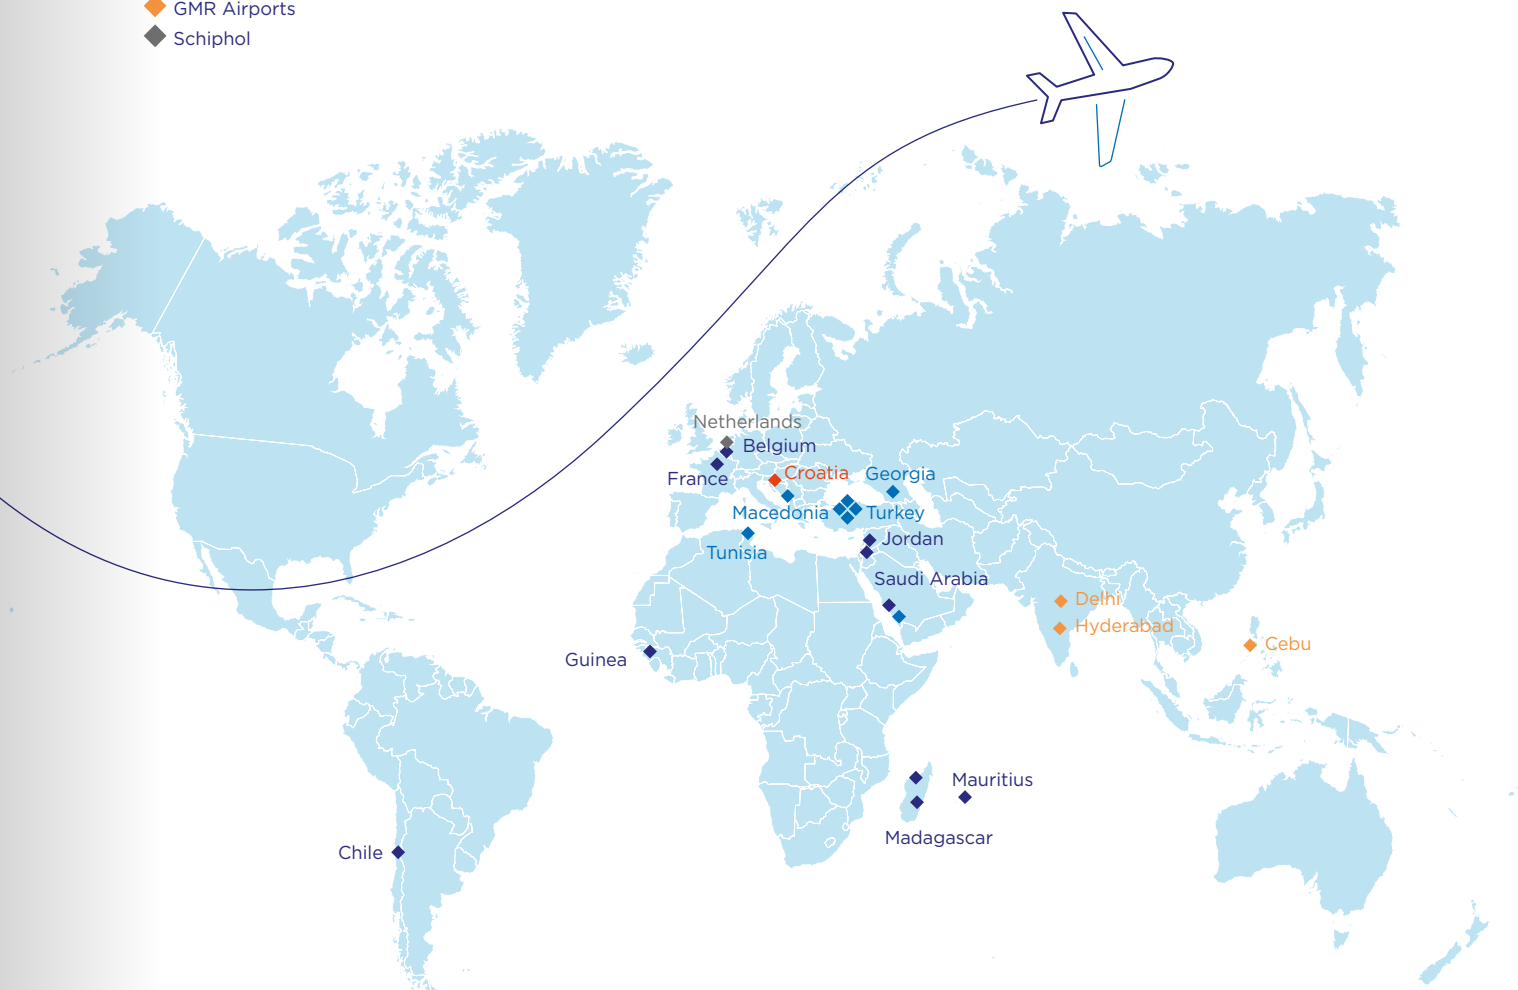 GMR Airports
Schiphol
Netherlands
Belgium
France
Croatia
Georgia
Macedonia
Turkey
Tunisia
Jordan
Saudi Arabia
Delhi
Hyderabad
Cebu
Guinea
Mauritius
Madagascar
Chile